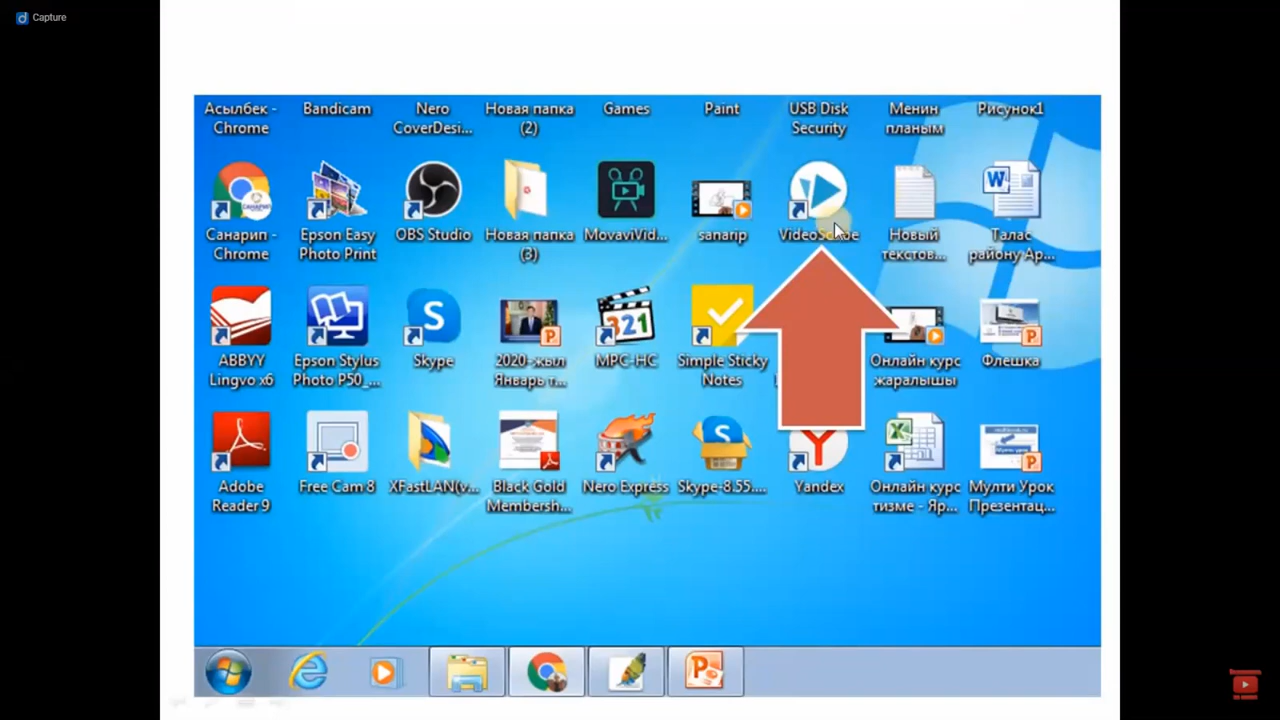 Capture
Асылбек -
Chrome
Bandicam
Nero
CoverDesi...
Новая папка
(2)
Games
Paint
USB Disk
Security
Менин
планым
Рисунок1
Санарип -
Chrome
Epson Easy
Photo Print
OBS Studio
Новая папка
(3)
MovaviVid...
sanarip
VideoScribe
Новый
текстов...
Талас
району Ар...
ABBYY
Lingvo x6
Epson Stylus
Photo P50_...
Skype
2020-жыл
Январь т...
MPC-HC
Simple Sticky
Notes
Онлайн курс
жаралышы
Флешка
Adobe
Reader 9
Free Cam 8
XFastLAN(v...
Black Gold
Membersh...
Nero Express
Skype-8.55....
Yandex
Онлайн курс
тизме - Яр...
Мулти Урок
Презентац...